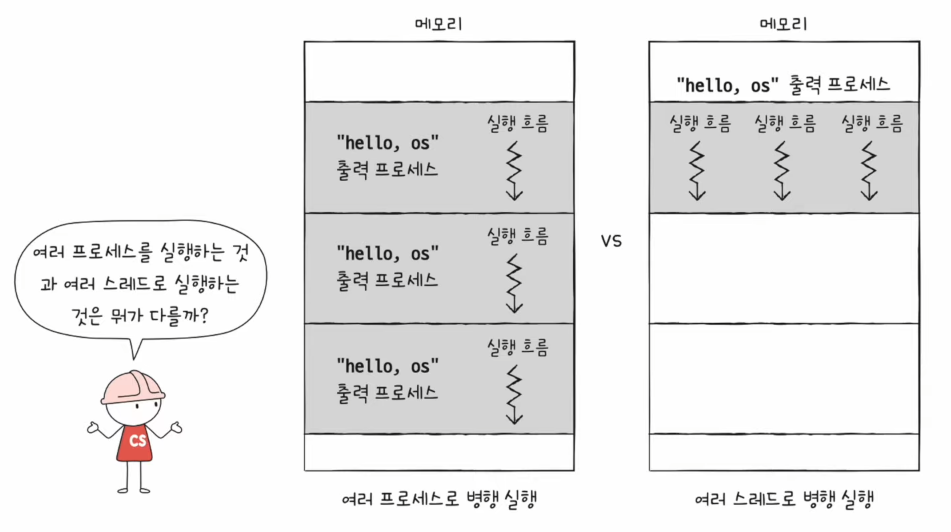 여러 프로세스를 실행하는 것
과 여러 스레드로 실행하는
것은 뭐가 다를까?
CS
메모리
"hello, os"
출력 프로세스
실행 흐름
"hello, os"
출력 프로세스
실행 흐름
"hello, os"
출력 프로세스
실행 흐름
여러 프로세스로 병행 실행
vs
메모리
"hello, os" 출력 프로세스
실행 흐름 실행 흐름 실행 흐름
여러 스레드로 병행 실행